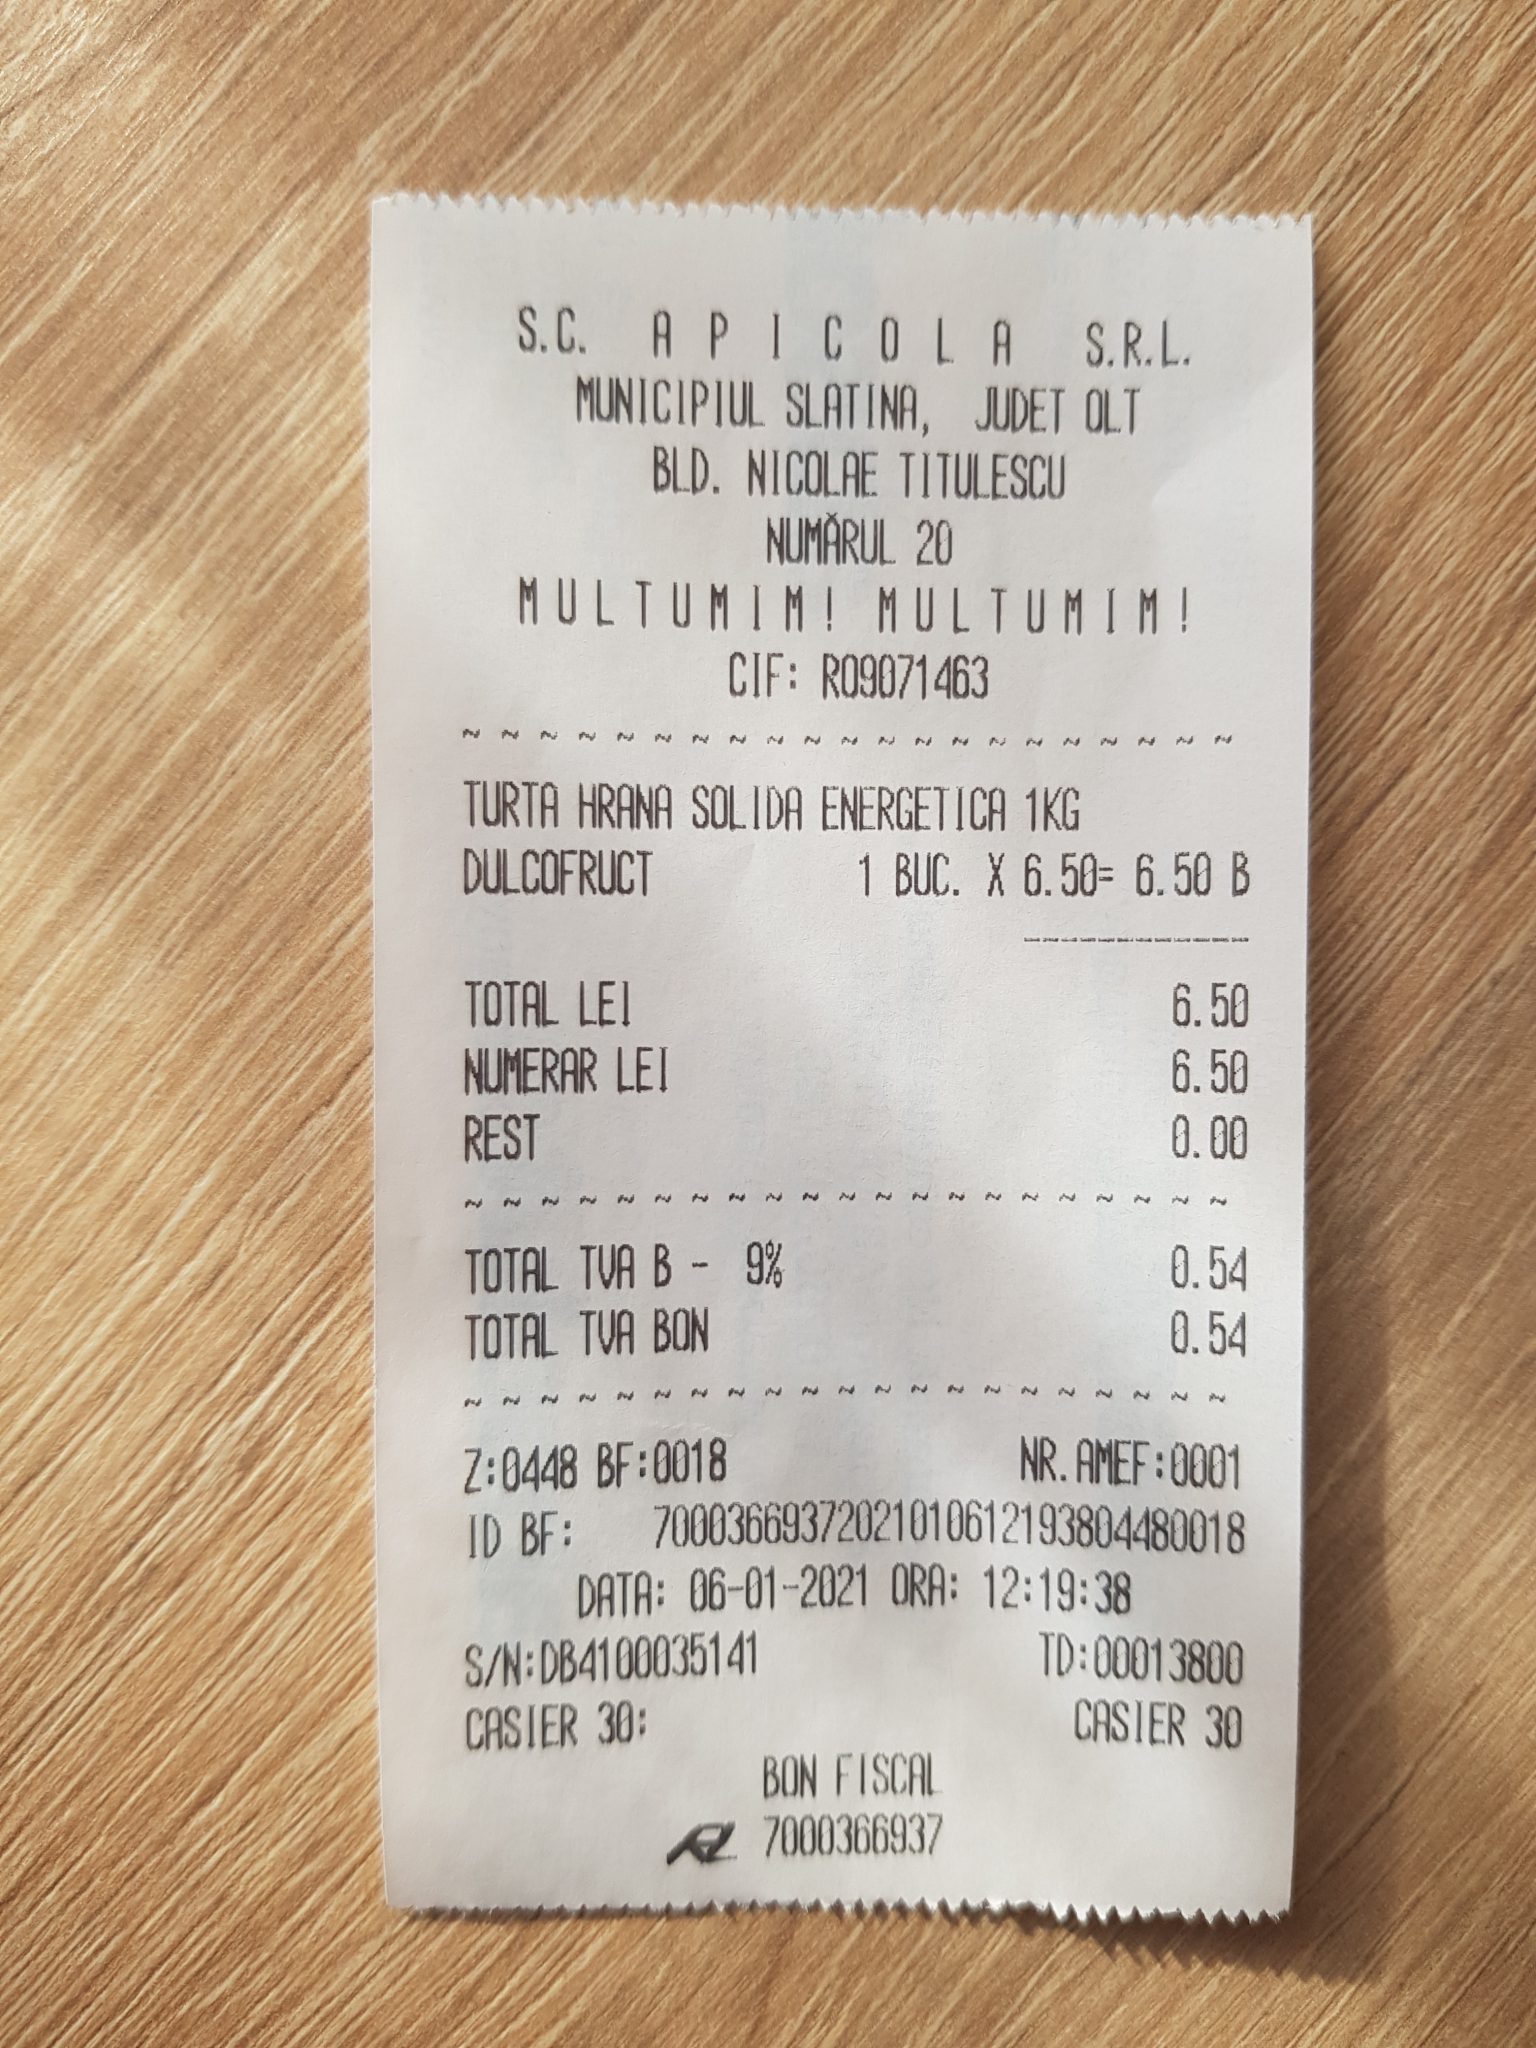 S.C. A P I C O L A S.R.L.
MUNICIPIUL SLATINA, JUDET OLT
BLD. NICOLAE TITULESCU
NUMĂRUL 20
M U L T U M I M ! M U L T U M I M !
CIF: RO9071463
~ ~ ~ ~ ~ ~ ~ ~ ~ ~ ~ ~ ~ ~ ~ ~ ~ ~ ~ ~ ~
TURTA HRANA SOLIDA ENERGETICA 1KG
DULCOFRUCT 1 BUC. X 6.50= 6.50 B
------------
TOTAL LEI 6.50
NUMERAR LEI 6.50
REST 0.00
~ ~ ~ ~ ~ ~ ~ ~ ~ ~ ~ ~ ~ ~ ~ ~ ~ ~ ~ ~ ~
TOTAL TVA B - 9% 0.54
TOTAL TVA BON 0.54
~ ~ ~ ~ ~ ~ ~ ~ ~ ~ ~ ~ ~ ~ ~ ~ ~ ~ ~ ~ ~
Z:0448 BF:0018 NR.AMEF:0001
ID BF: 70003669372021010612193804480018
DATA: 06-01-2021 ORA: 12:19:38
S/N:DB4100035141 TD:00013800
CASIER 30: CASIER 30
BON FISCAL
7000366937